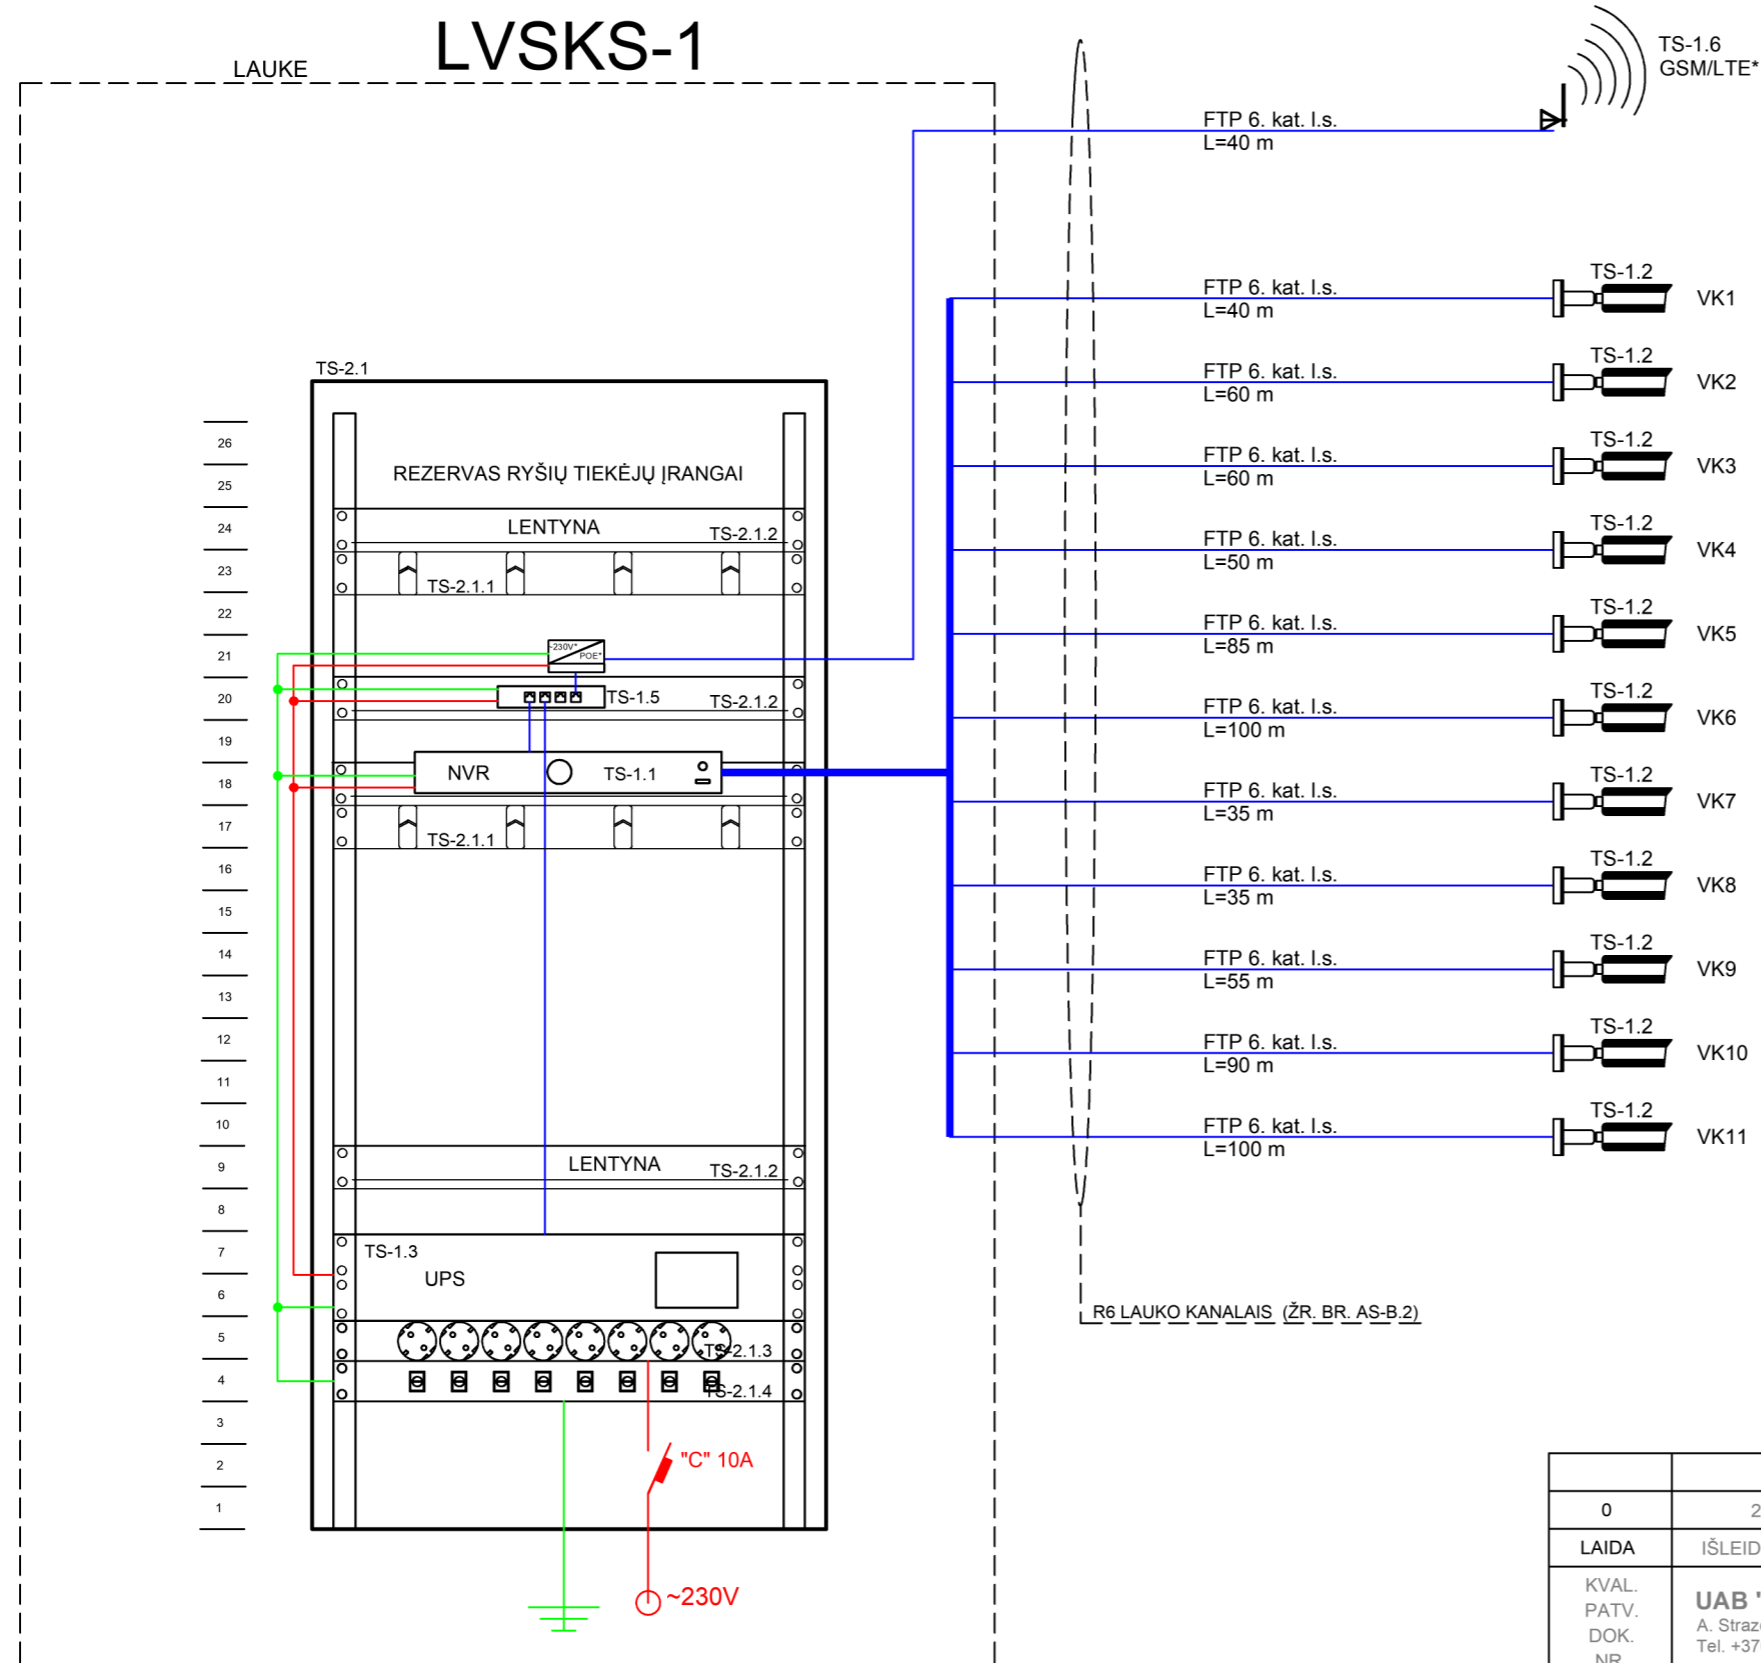 LVSKS-1
LAUKE
TS-1.6
GSM/LTE*
FTP 6. kat. l.s.
L=40 m
FTP 6. kat. l.s.
L=40 m
TS-1.2
VK1
FTP 6. kat. l.s.
L=60 m
TS-1.2
VK2
FTP 6. kat. l.s.
L=60 m
TS-1.2
VK3
FTP 6. kat. l.s.
L=50 m
TS-1.2
VK4
FTP 6. kat. l.s.
L=85 m
TS-1.2
VK5
FTP 6. kat. l.s.
L=100 m
TS-1.2
VK6
FTP 6. kat. l.s.
L=35 m
TS-1.2
VK7
FTP 6. kat. l.s.
L=35 m
TS-1.2
VK8
FTP 6. kat. l.s.
L=55 m
TS-1.2
VK9
FTP 6. kat. l.s.
L=90 m
TS-1.2
VK10
FTP 6. kat. l.s.
L=100 m
TS-1.2
VK11
R6 LAUKO KANALAIS (ŽR. BR. AS-B.2)
TS-2.1
26
25
24
23
22
21
20
19
18
17
16
15
14
13
12
11
10
9
8
7
6
5
4
3
2
1
REZERVAS RYŠIŲ TIEKĖJŲ ĮRANGAI
LENTYNA
TS-2.1.2
TS-2.1.1
~230V*
POE*
TS-1.5
TS-2.1.2
NVR
TS-1.1
TS-2.1.1
LENTYNA
TS-2.1.2
TS-1.3
UPS
TS-2.1.3
TS-2.1.4
"C" 10A
~230V
0
2
LAIDA
IŠLEID
KVAL.
PATV.
DOK.
NR.
UAB "
A. Straz
Tel. +37